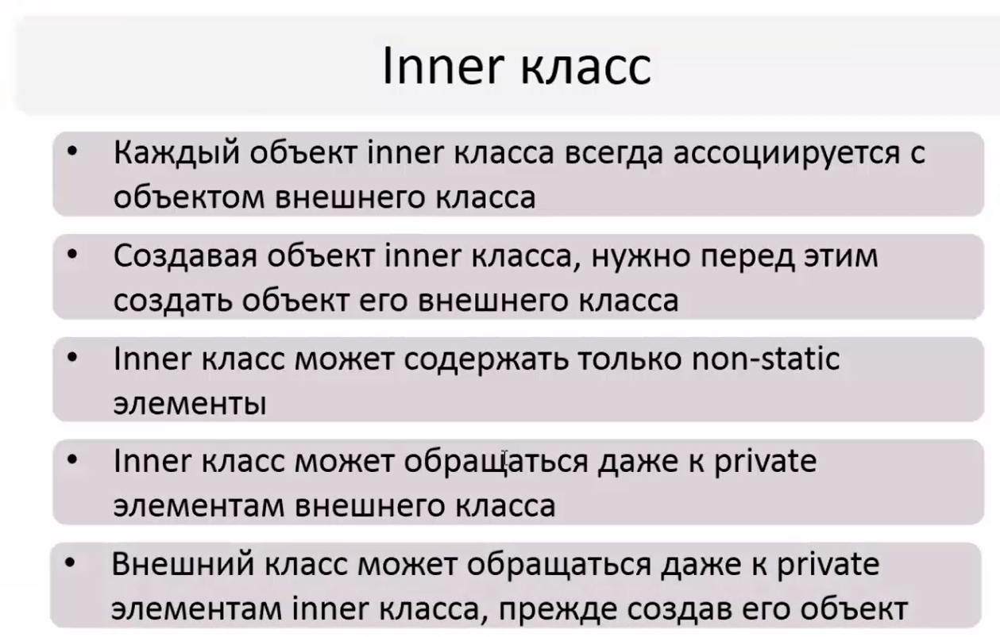 Inner класс
• Каждый объект inner класса всегда ассоциируется с
объектом внешнего класса
• Создавая объект inner класса, нужно перед этим
создать объект его внешнего класса
• Inner класс может содержать только non-static
элементы
• Inner класс может обращаться даже к private
элементам внешнего класса
• Внешний класс может обращаться даже к private
элементам inner класса, прежде создав его объект